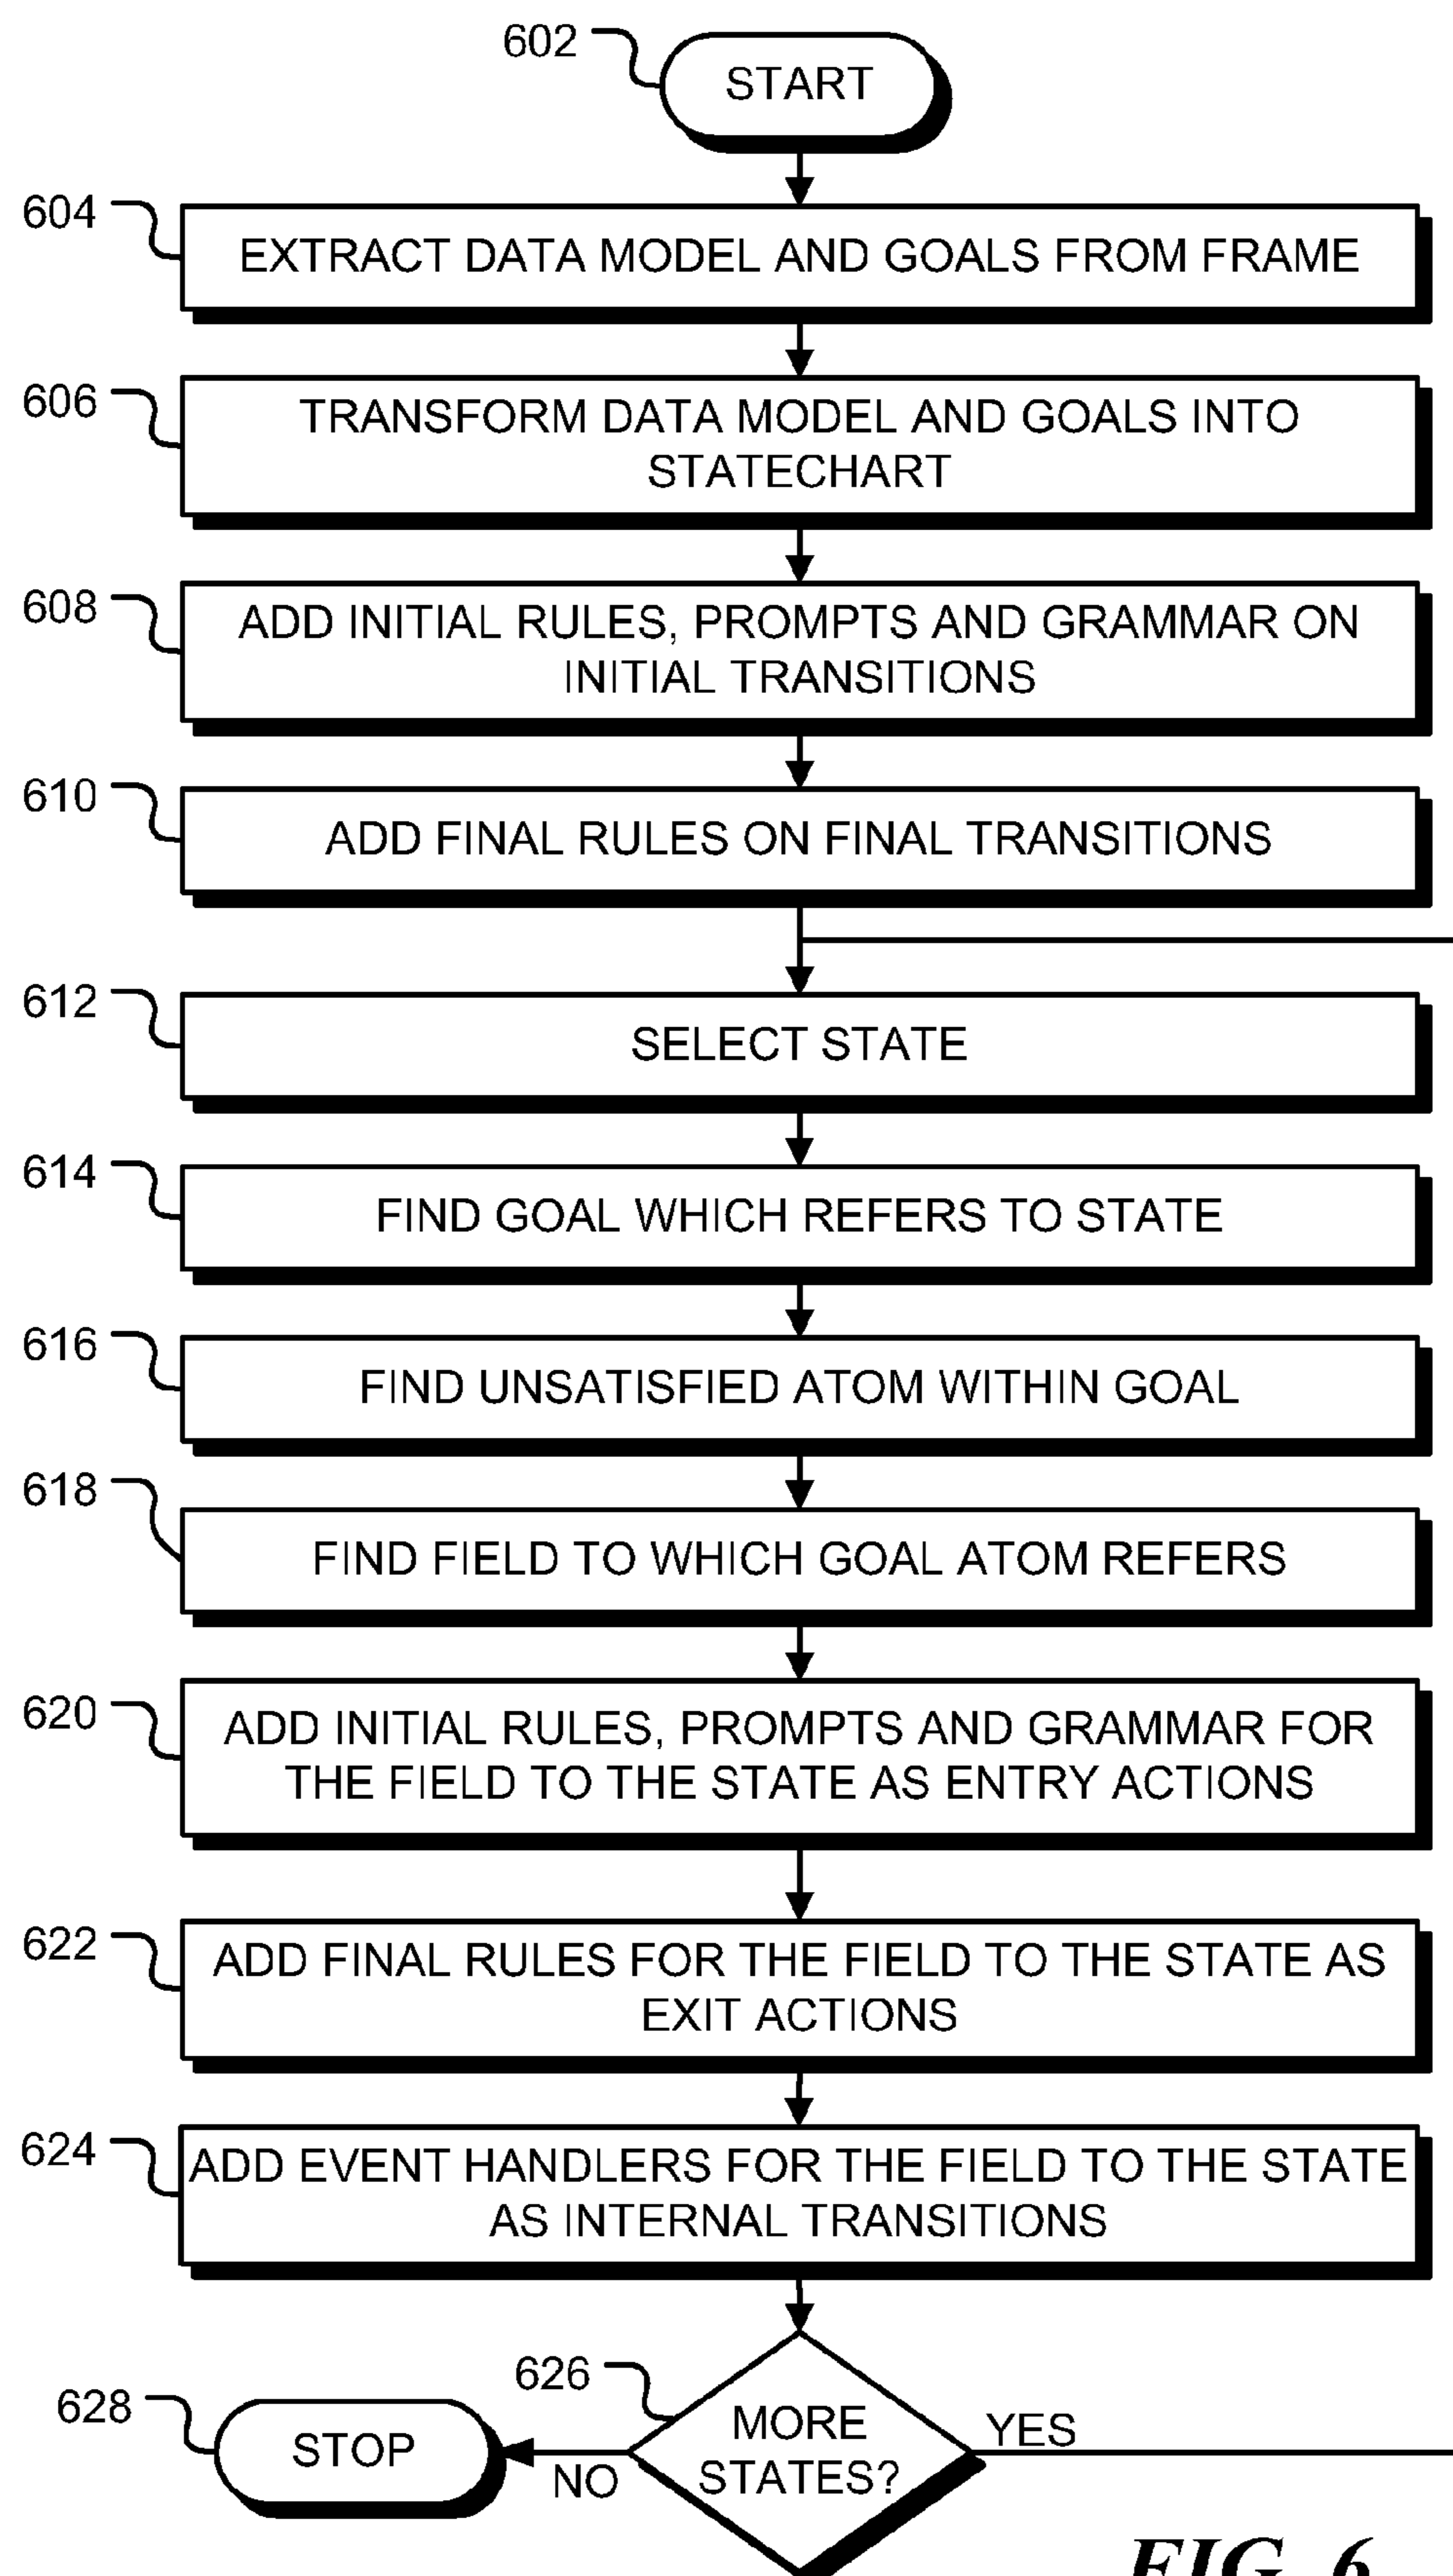 602
START
604
EXTRACT DATA MODEL AND GOALS FROM FRAME
606
TRANSFORM DATA MODEL AND GOALS INTO
STATECHART
608
ADD INITIAL RULES, PROMPTS AND GRAMMAR ON
INITIAL TRANSITIONS
610
ADD FINAL RULES ON FINAL TRANSITIONS
612
SELECT STATE
614
FIND GOAL WHICH REFERS TO STATE
616
FIND UNSATISFIED ATOM WITHIN GOAL
618
FIND FIELD TO WHICH GOAL ATOM REFERS
620
ADD INITIAL RULES, PROMPTS AND GRAMMAR FOR
THE FIELD TO THE STATE AS ENTRY ACTIONS
622
ADD FINAL RULES FOR THE FIELD TO THE STATE AS
EXIT ACTIONS
624
ADD EVENT HANDLERS FOR THE FIELD TO THE STATE
AS INTERNAL TRANSITIONS
626
MORE
STATES?
YES
NO
628
STOP
FIG. 6